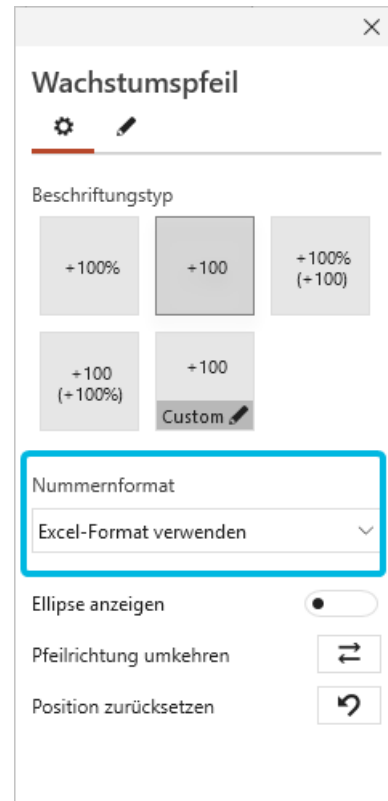 Wachstumspfeil
Beschriftungstyp
+100%
+100
+100%
(+100)
+100
(+100%)
+100
Custom
Nummernformat
Excel-Format verwenden
Ellipse anzeigen
Pfeilrichtung umkehren
Position zurücksetzen